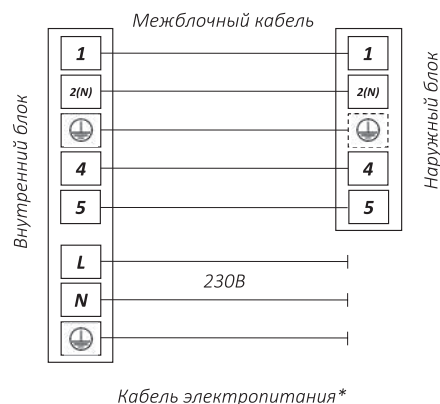 Межблочный кабель
Внутренний блок
Наружный блок
1 1
2(N) 2(N)
4 4
5 5
L
230В
N
Кабель электропитания*